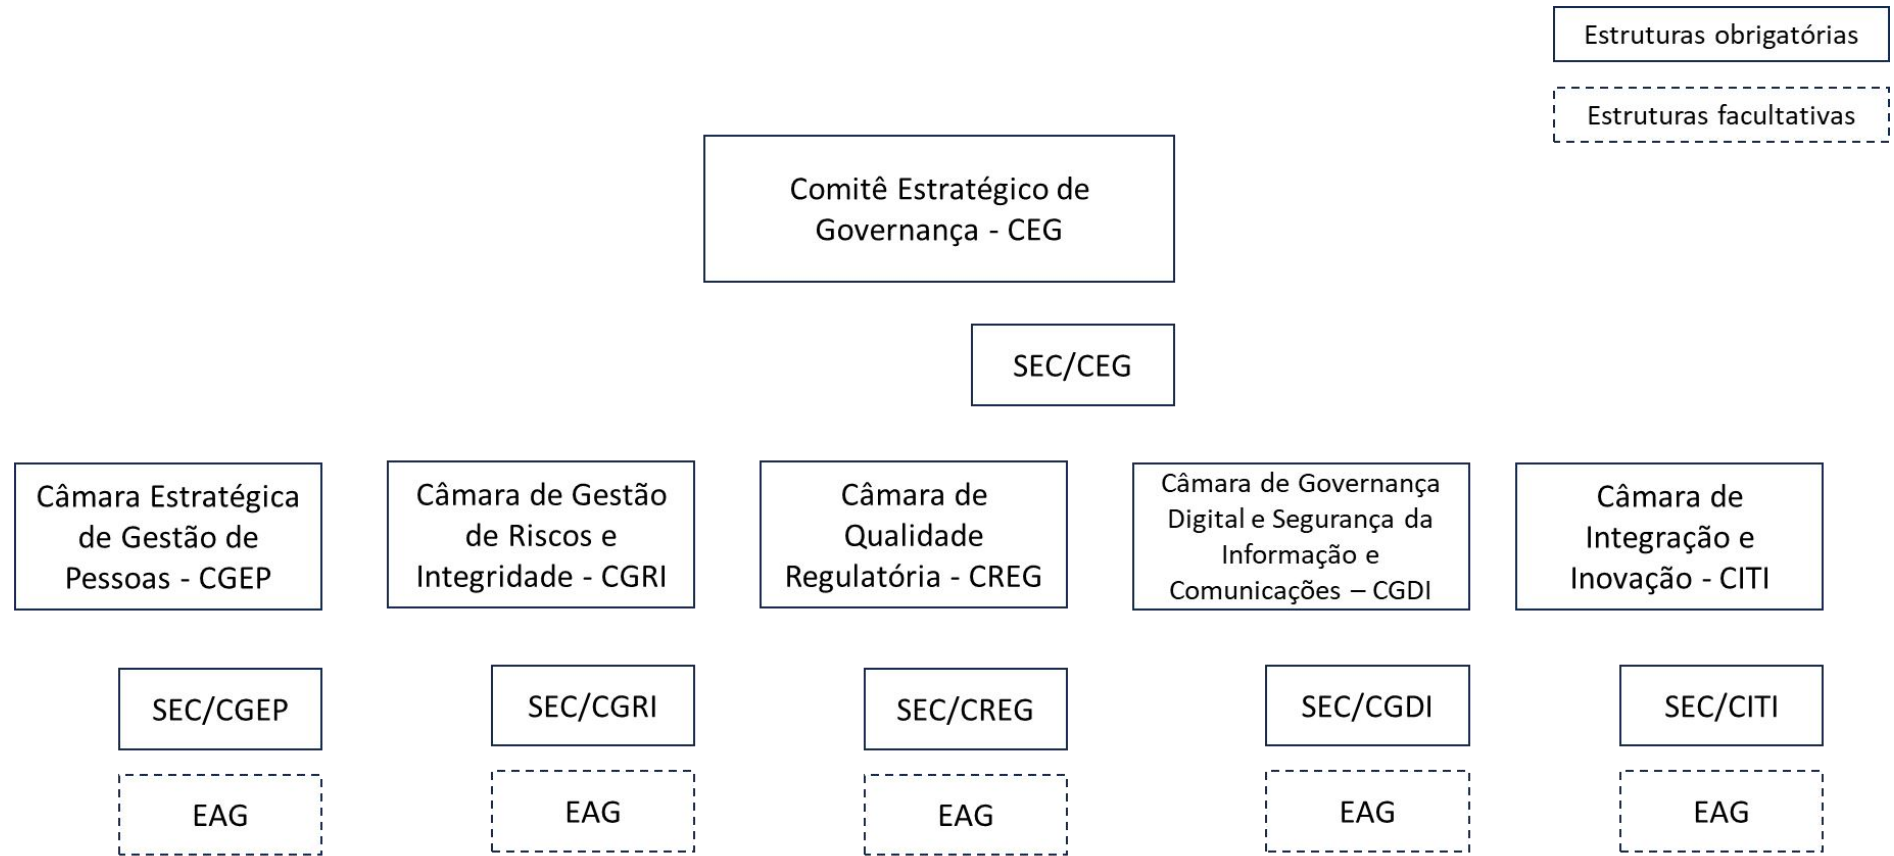 Estruturas obrigatórias
Estruturas facultativas
Comitê Estratégico de
Governança - CEG
SEC/CEG
Câmara Estratégica
de Gestão de
Pessoas - CGEP
Câmara de Gestão
de Riscos e
Integridade - CGRI
Câmara de
Qualidade
Regulatória - CREG
Câmara de Governança
Digital e Segurança da
Informação e
Comunicações – CGDI
Câmara de
Integração e
Inovação - CITI
SEC/CGEP
SEC/CGRI
SEC/CREG
SEC/CGDI
SEC/CITI
EAG
EAG
EAG
EAG
EAG